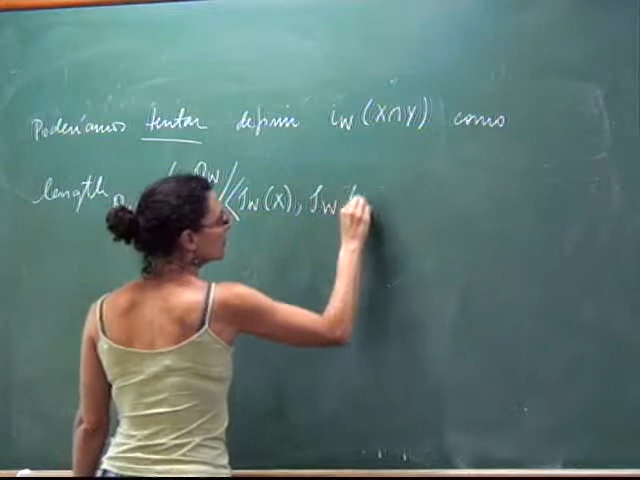 Poderíamos tentar definir i_W(X∩Y) como
length O_W/⟨I_W(X), I_W